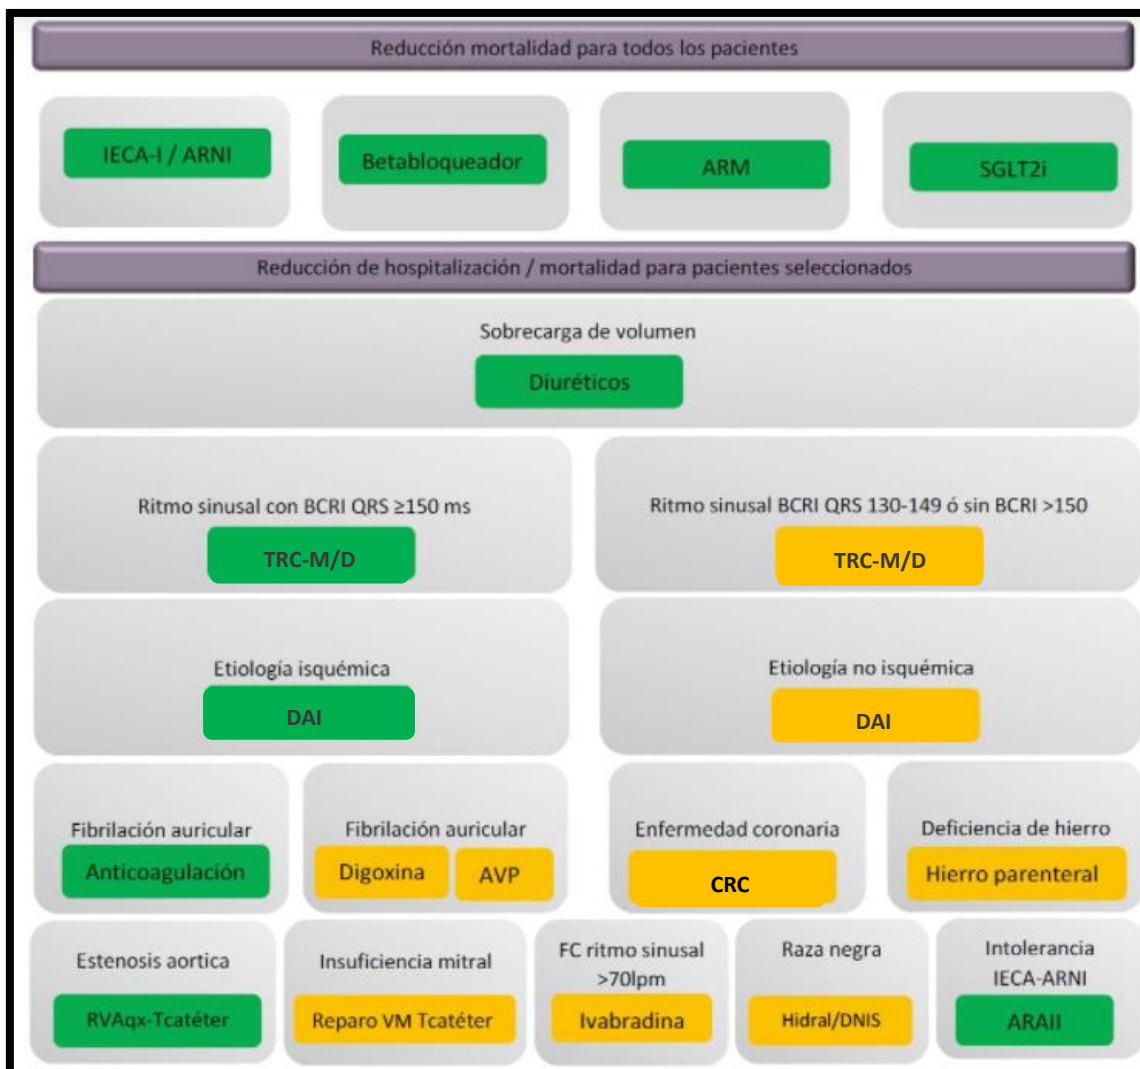 Reducción mortalidad para todos los pacientes
IECA-I / ARNI
Betabloqueador
ARM
SGLT2i
Reducción de hospitalización / mortalidad para pacientes seleccionados
Sobrecarga de volumen
Diuréticos
Ritmo sinusal con BCRI QRS ≥150 ms
TRC-M/D
Ritmo sinusal BCRI QRS 130-149 ó sin BCRI >150
TRC-M/D
Etiología isquémica
DAI
Etiología no isquémica
DAI
Fibrilación auricular
Anticoagulación
Fibrilación auricular
Digoxina
AVP
Enfermedad coronaria
CRC
Deficiencia de hierro
Hierro parenteral
Estenosis aortica
RVAqx-Tcatéter
Insuficiencia mitral
Reparo VM Tcatéter
FC ritmo sinusal
>70lpm
Ivabradina
Raza negra
Hidral/DNIS
Intolerancia
IECA-ARNI
ARAII